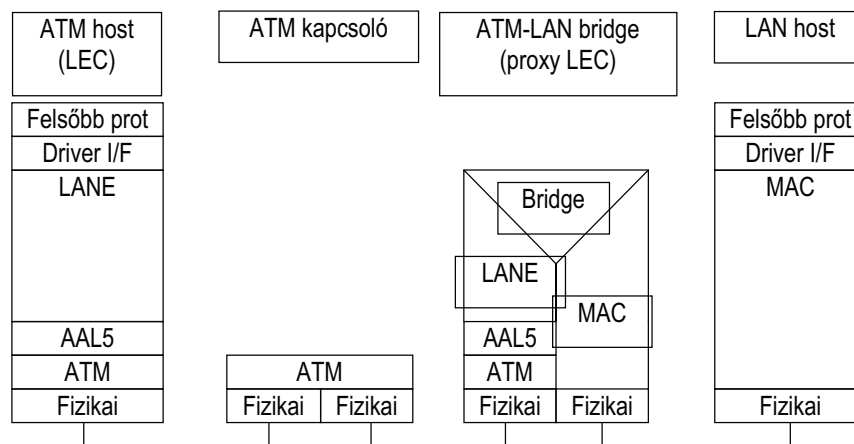 ATM host
(LEC)
ATM kapcsoló
ATM-LAN bridge
(proxy LEC)
LAN host
Felsőbb prot
Driver I/F
LANE
AAL5
ATM
Fizikai
ATM
Fizikai
Fizikai
Bridge
LANE
MAC
AAL5
ATM
Fizikai
Fizikai
Felsőbb prot
Driver I/F
MAC
Fizikai